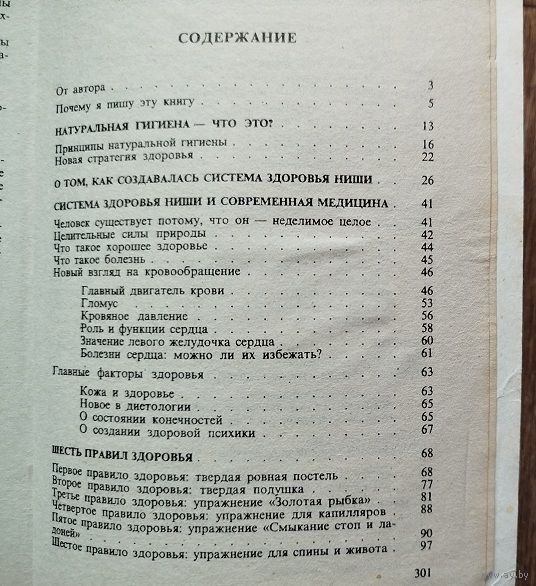 СОДЕРЖАНИЕ
От автора . . . . . . . . . . . . . . . . . . . 3
Почему я пишу эту книгу . . . . . . . . . . . . 5
НАТУРАЛЬНАЯ ГИГИЕНА — ЧТО ЭТО? . . . . . . . . 13
Принципы натуральной гигиены . . . . . . . . . 16
Новая стратегия здоровья . . . . . . . . . . . 22
О ТОМ, КАК СОЗДАВАЛАСЬ СИСТЕМА ЗДОРОВЬЯ НИШИ . . 26
СИСТЕМА ЗДОРОВЬЯ НИШИ И СОВРЕМЕННАЯ МЕДИЦИНА . 41
Человек существует потому, что он — неделимое целое . . 41
Целительные силы природы . . . . . . . . . . . 42
Что такое хорошее здоровье . . . . . . . . . . 44
Что такое болезнь . . . . . . . . . . . . . . . 45
Новый взгляд на кровообращение . . . . . . . . 46
Главный двигатель крови . . . . . . . . . . . . 46
Гломус . . . . . . . . . . . . . . . . . . . . 53
Кровяное давление . . . . . . . . . . . . . . . 56
Роль и функции сердца . . . . . . . . . . . . . 58
Значение левого желудочка сердца . . . . . . . 60
Болезни сердца: можно ли их избежать? . . . . . 61
Главные факторы здоровья . . . . . . . . . . . 63
Кожа и здоровье . . . . . . . . . . . . . . . . 63
Новое в диетологии . . . . . . . . . . . . . . 65
О состоянии конечностей . . . . . . . . . . . . 65
О создании здоровой психики . . . . . . . . . . 67
ШЕСТЬ ПРАВИЛ ЗДОРОВЬЯ . . . . . . . . . . . . . 68
Первое правило здоровья: твердая ровная постель . . 68
Второе правило здоровья: твердая подушка . . . . 77
Третье правило здоровья: упражнение «Золотая рыбка» . 81
Четвертое правило здоровья: упражнение для капилляров . 88
Пятое правило здоровья: упражнение «Смыкание стоп и ла-
доней» . . . . . . . . . . . . . . . . . . . . 90
Шестое правило здоровья: упражнение для спины и живота . 97
301